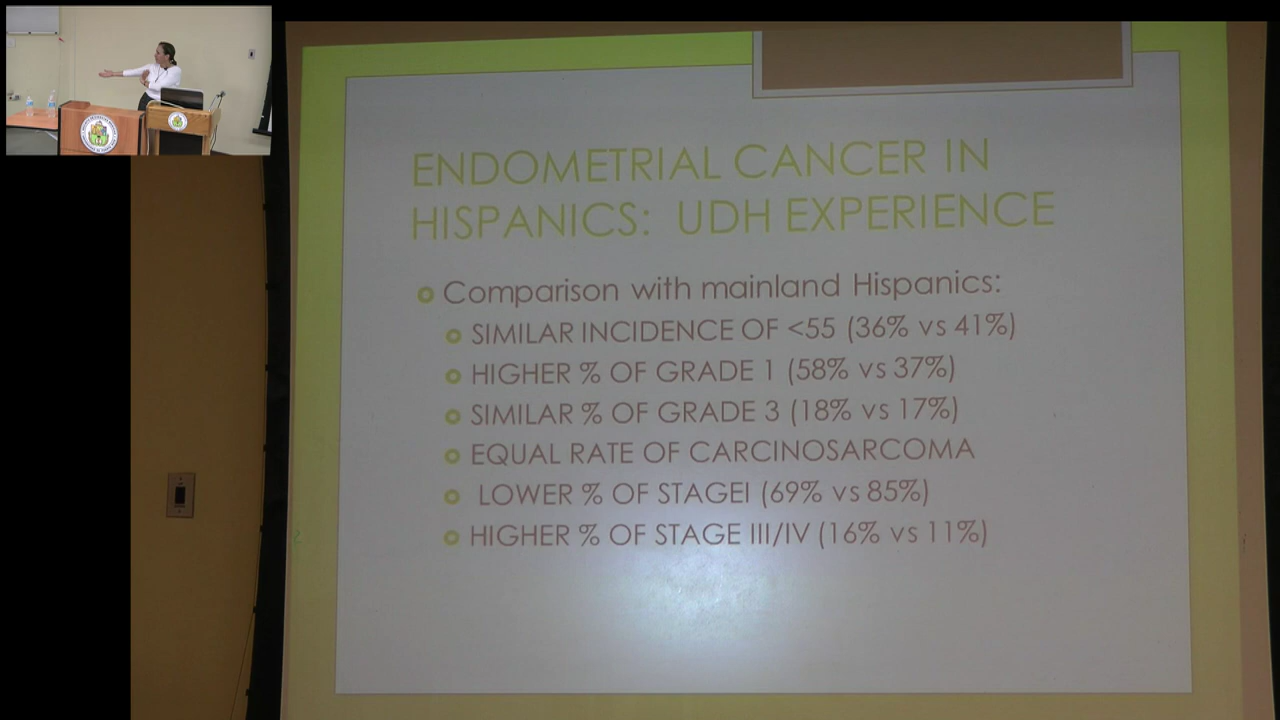 ENDOMETRIAL CANCER IN
HISPANICS: UDH EXPERIENCE
Comparison with mainland Hispanics:
SIMILAR INCIDENCE OF <55 (36% vs 41%)
HIGHER % OF GRADE 1 (58% vs 37%)
SIMILAR % OF GRADE 3 (18% vs 17%)
EQUAL RATE OF CARCINOSARCOMA
LOWER % OF STAGEI (69% vs 85%)
HIGHER % OF STAGE III/IV (16% vs 11%)